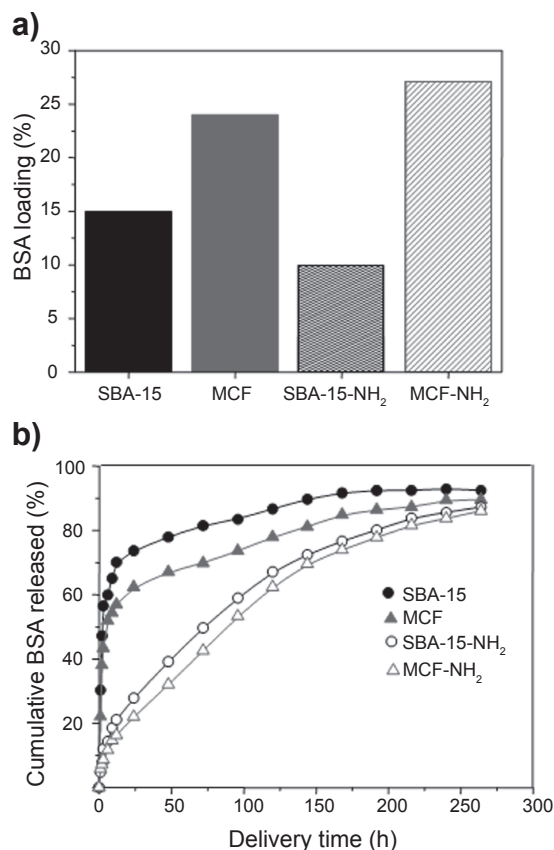 a)
30
25
20
15
10
5
0
BSA loading (%)
SBA-15 MCF SBA-15-NH₂ MCF-NH₂
b)
100
80
60
40
20
0
Cumulative BSA released (%)
SBA-15
MCF
SBA-15-NH₂
MCF-NH₂
0 50 100 150 200 250 300
Delivery time (h)